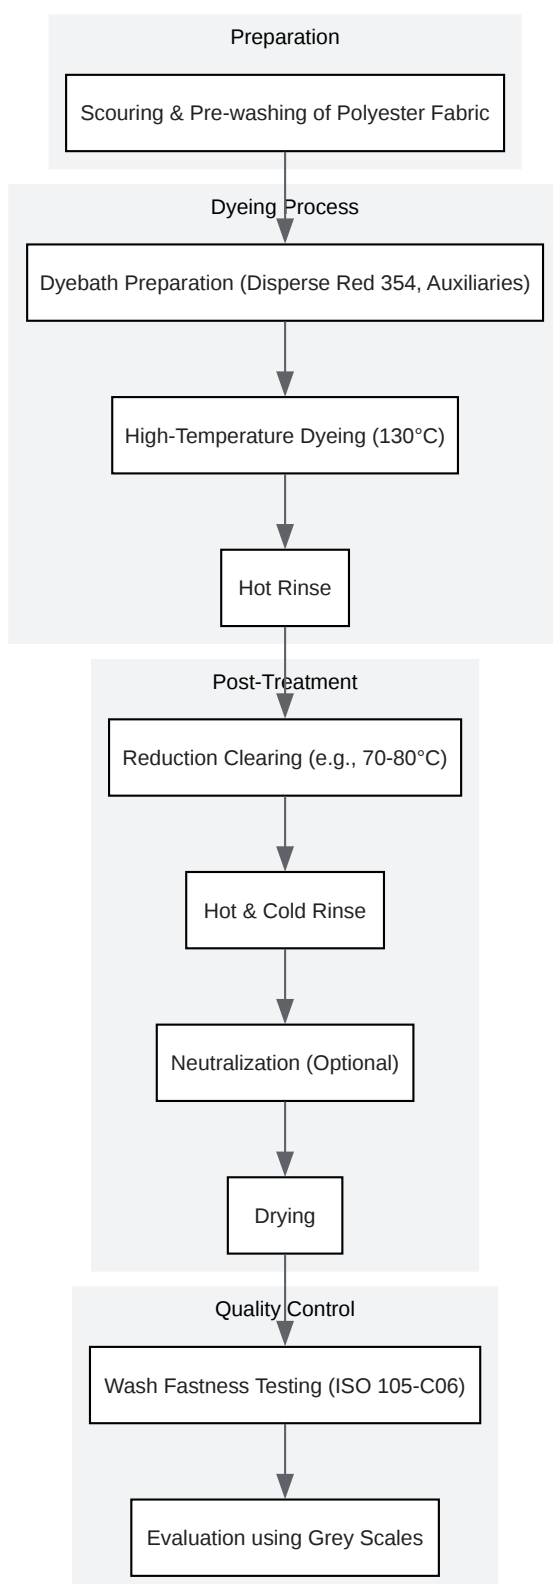 Preparation
Scouring & Pre-washing of Polyester Fabric
Dyeing Process
Dyebath Preparation (Disperse Red 354, Auxiliaries)
High-Temperature Dyeing (130°C)
Hot Rinse
Post-Treatment
Reduction Clearing (e.g., 70-80°C)
Hot & Cold Rinse
Neutralization (Optional)
Drying
Quality Control
Wash Fastness Testing (ISO 105-C06)
Evaluation using Grey Scales